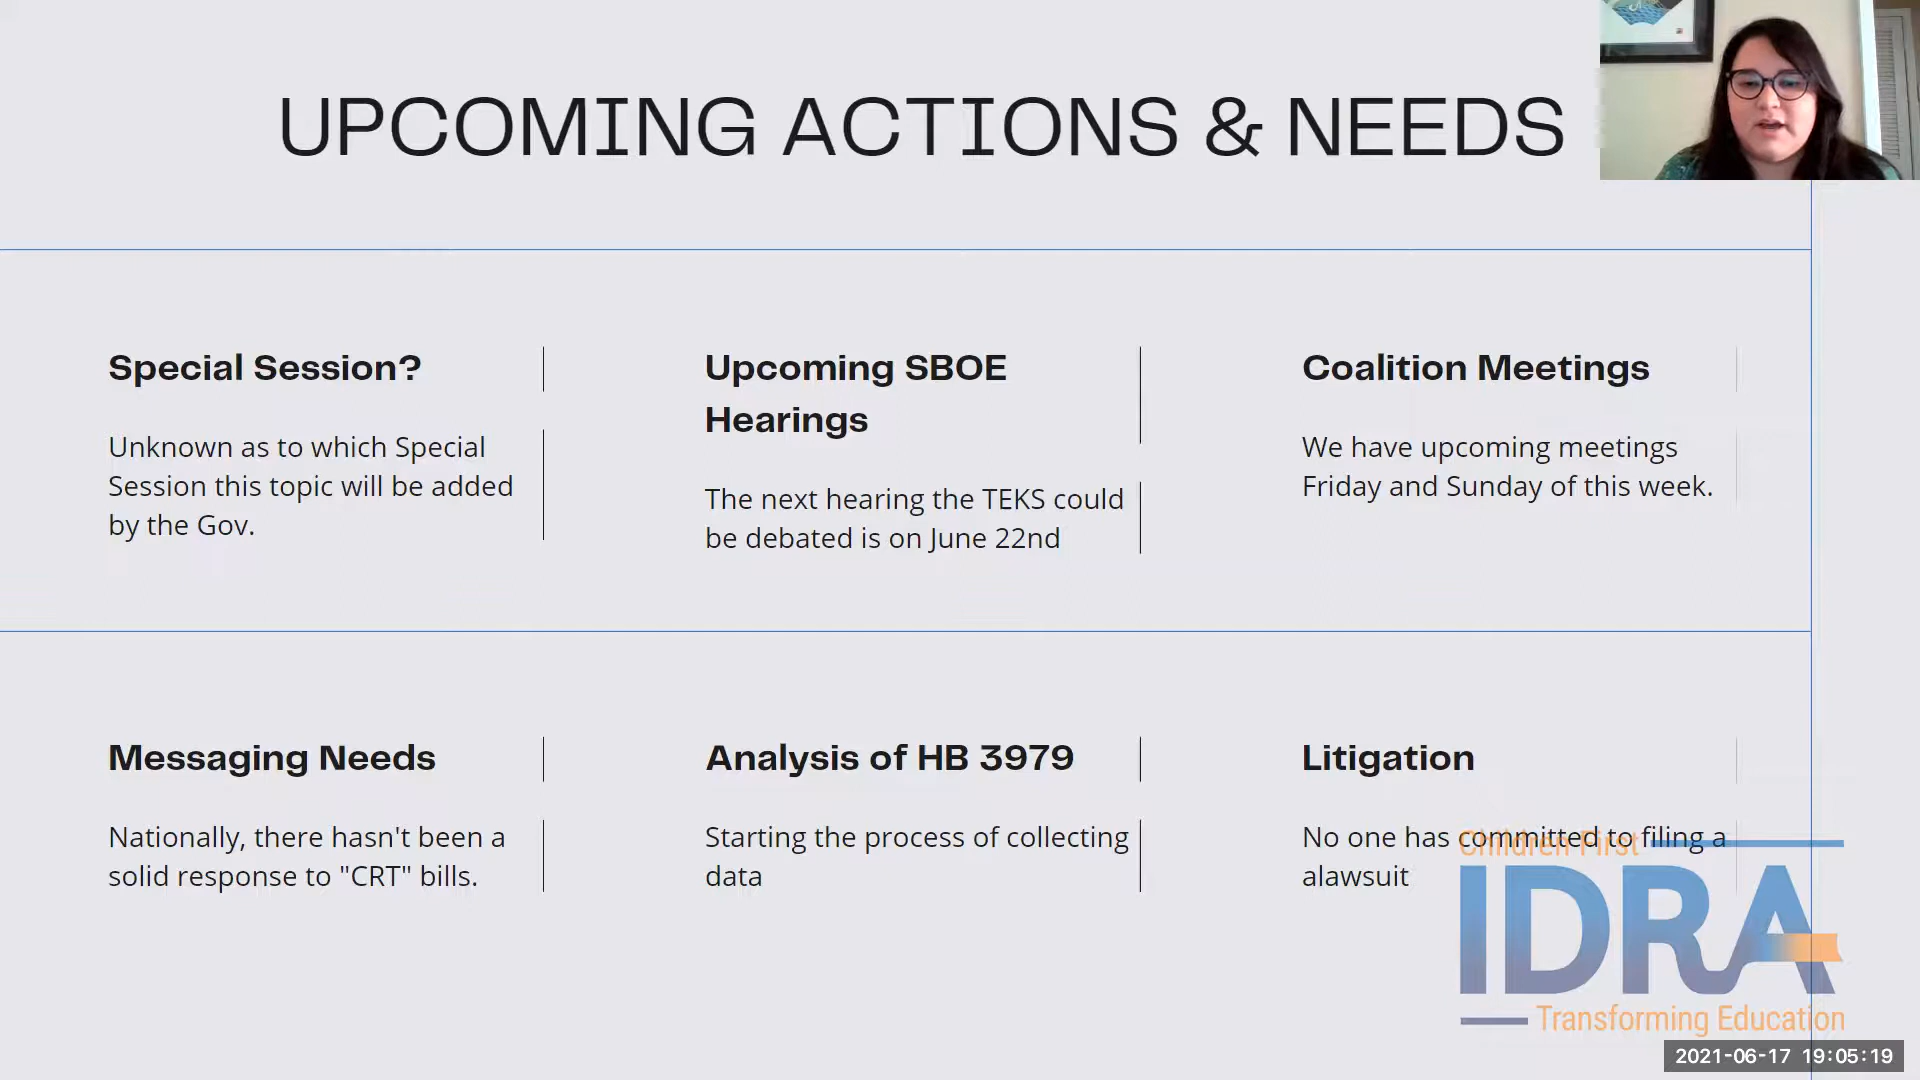 UPCOMING ACTIONS & NEEDS
Special Session?
Unknown as to which Special
Session this topic will be added
by the Gov.
Upcoming SBOE
Hearings
The next hearing the TEKS could
be debated is on June 22nd
Coalition Meetings
We have upcoming meetings
Friday and Sunday of this week.
Messaging Needs
Nationally, there hasn't been a
solid response to "CRT" bills.
Analysis of HB 3979
Starting the process of collecting
data
Litigation
No one has committed to filing a
alawsuit
Children First
IDRA
Transforming Education
2021-06-17 19:05:19